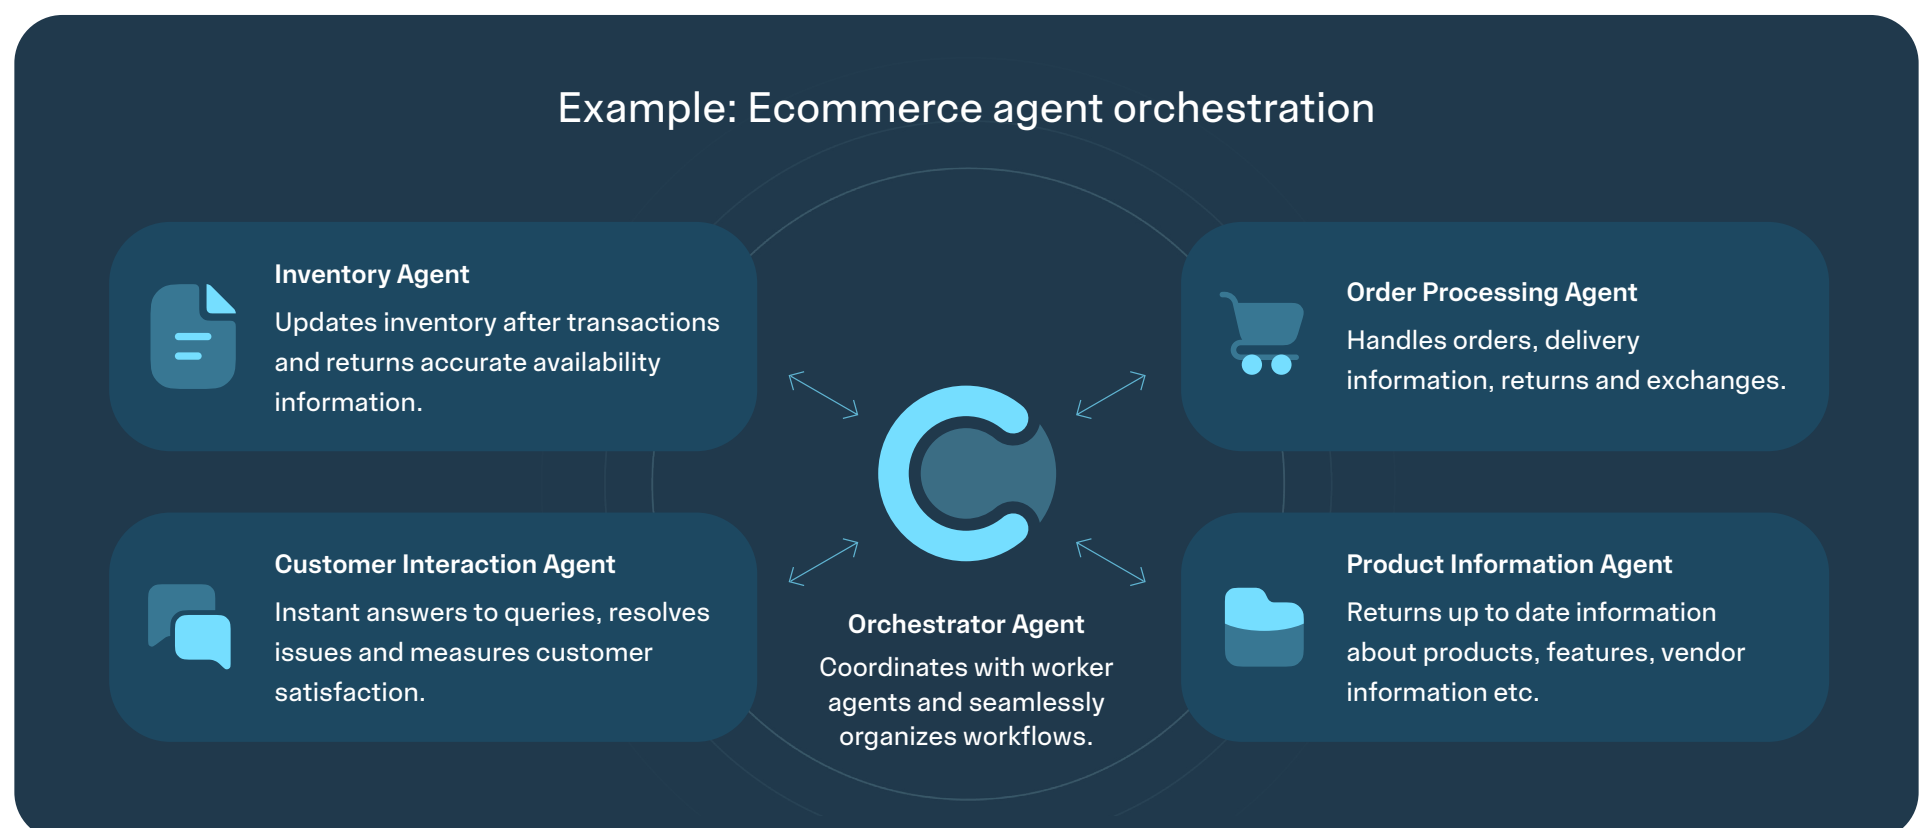 Example: Ecommerce agent orchestration
Inventory Agent
Updates inventory after transactions
and returns accurate availability
information.
Order Processing Agent
Handles orders, delivery
information, returns and exchanges.
Customer Interaction Agent
Instant answers to queries, resolves
issues and measures customer
satisfaction.
Orchestrator Agent
Coordinates with worker
agents and seamlessly
organizes workflows.
Product Information Agent
Returns up to date information
about products, features, vendor
information etc.